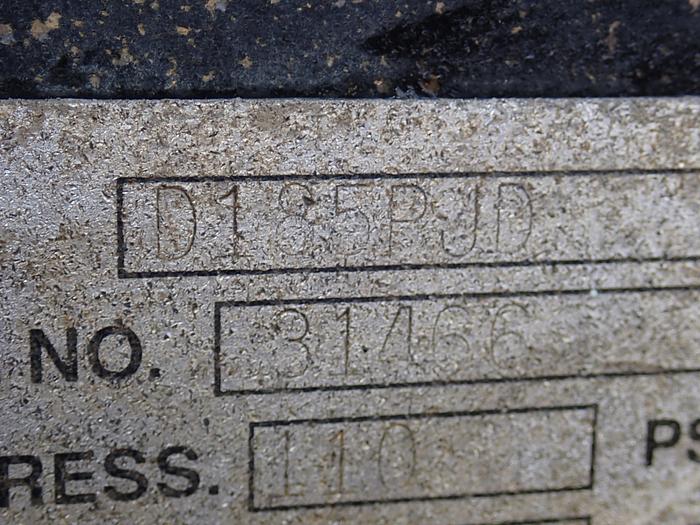 D185PJD
NO. 31466
RESS. 110 PS